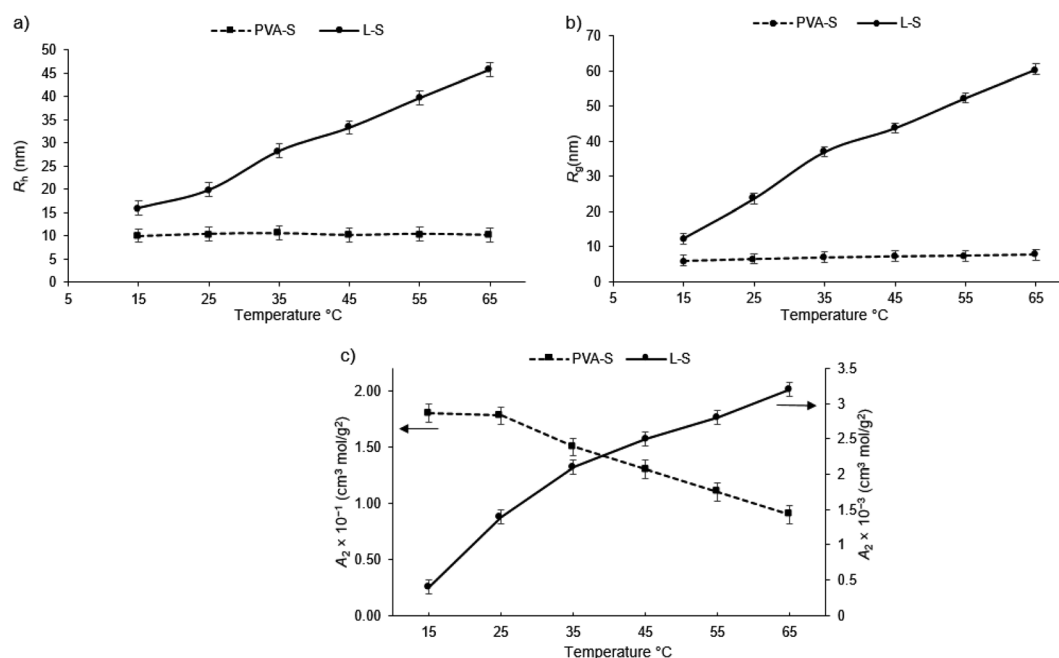 a)
PVA-S L-S
50
45
40
35
30
25
20
15
10
5
0
R_h (nm)
5 15 25 35 45 55 65
Temperature °C
b)
PVA-S L-S
70
60
50
40
30
20
10
0
R_g(nm)
5 15 25 35 45 55 65
Temperature °C
c)
PVA-S L-S
2.00
1.50
1.00
0.50
0.00
A₂ × 10⁻¹ (cm³ mol/g²)
3.5
3
2.5
2
1.5
1
0.5
0
A₂ × 10⁻³ (cm³ mol/g²)
15 25 35 45 55 65
Temperature °C